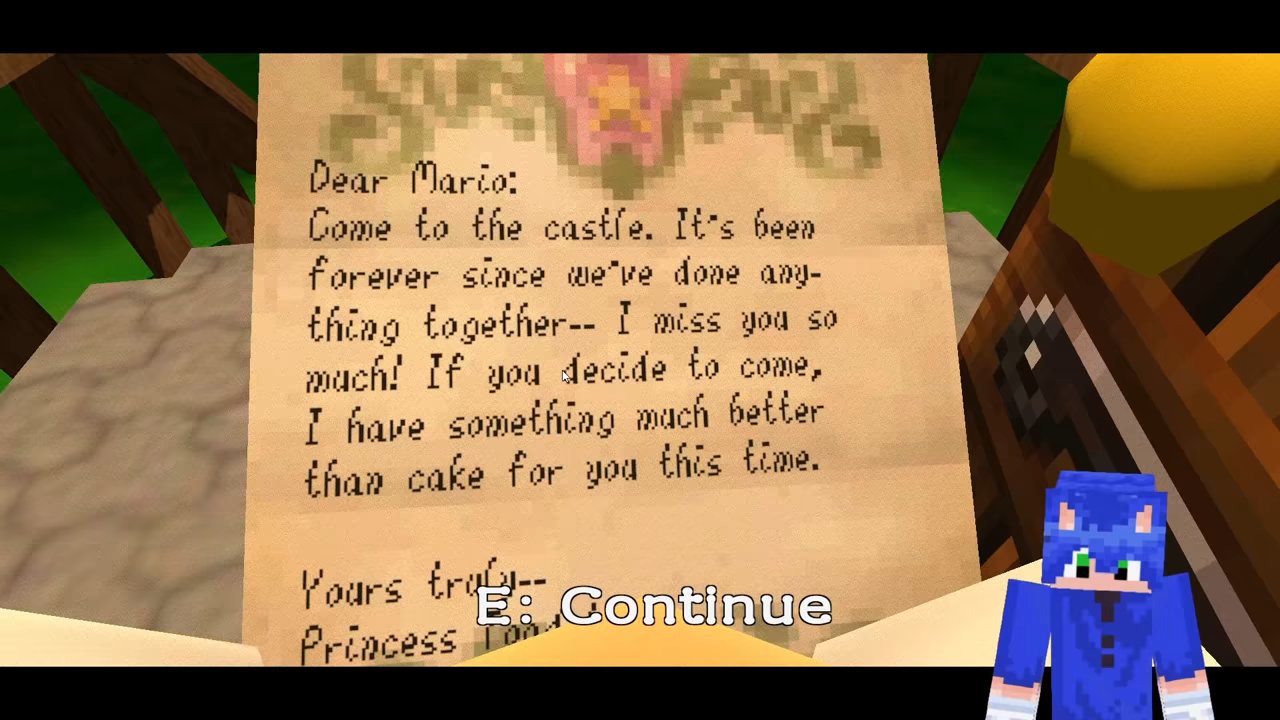 Dear Mario:
Come to the castle. It's been
forever since we've done any-
thing together-- I miss you so
much! If you decide to come,
I have something much better
than cake for you this time.
Yours truly--
E: Continue
Princess